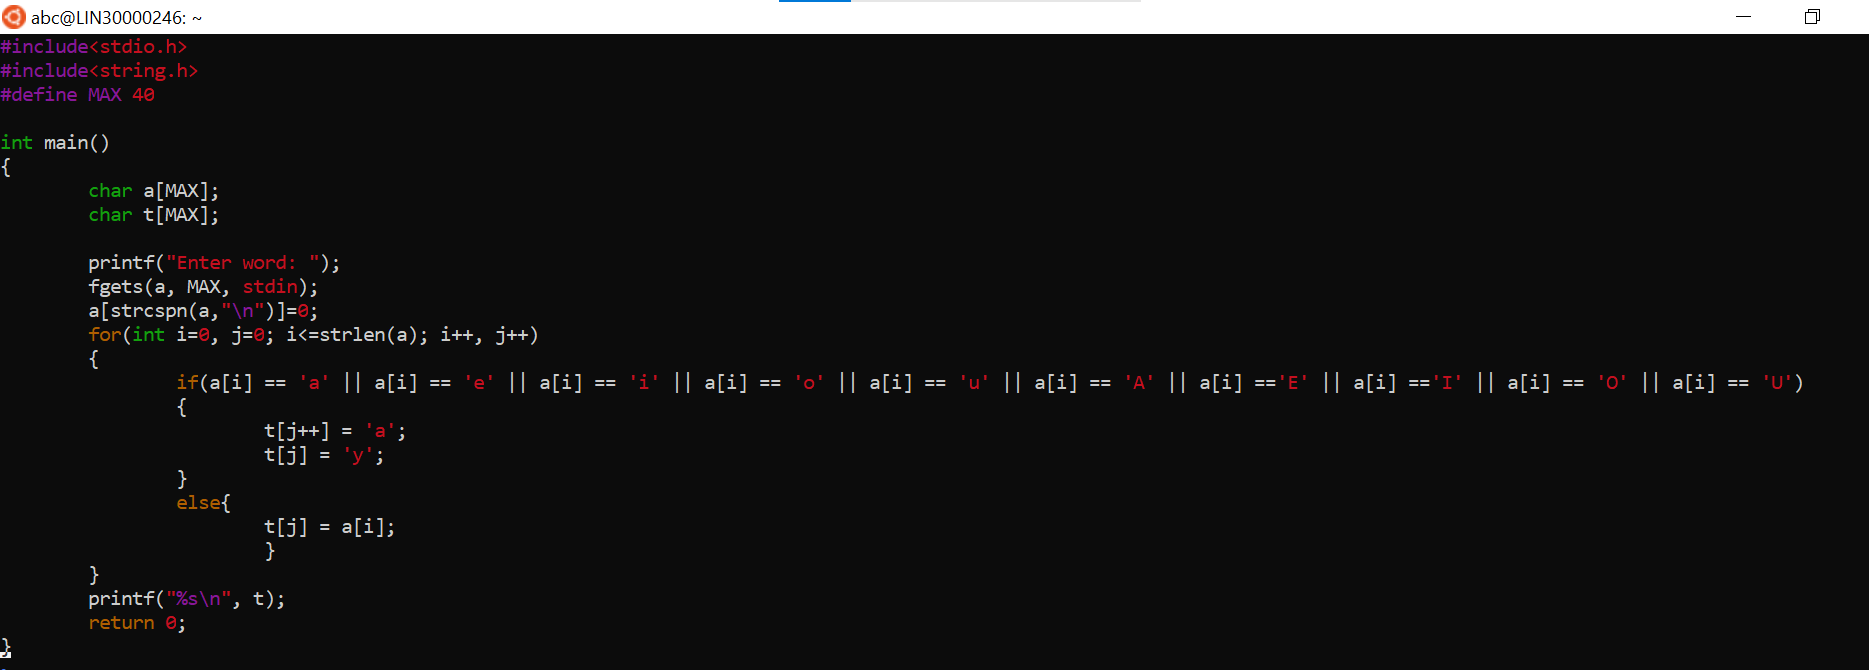 abc@LIN30000246: ~
#include<stdio.h>
#include<string.h>
#define MAX 40
int main()
{
char a[MAX];
char t[MAX];
printf("Enter word: ");
fgets(a, MAX, stdin);
a[strcspn(a,"\n")]=0;
for(int i=0, j=0; i<=strlen(a); i++, j++)
{
if(a[i] == 'a' || a[i] == 'e' || a[i] == 'i' || a[i] == 'o' || a[i] == 'u' || a[i] == 'A' || a[i] =='E' || a[i] =='I' || a[i] == 'O' || a[i] == 'U')
{
t[j++] = 'a';
t[j] = 'y';
}
else{
t[j] = a[i];
}
}
printf("%s\n", t);
return 0;
}